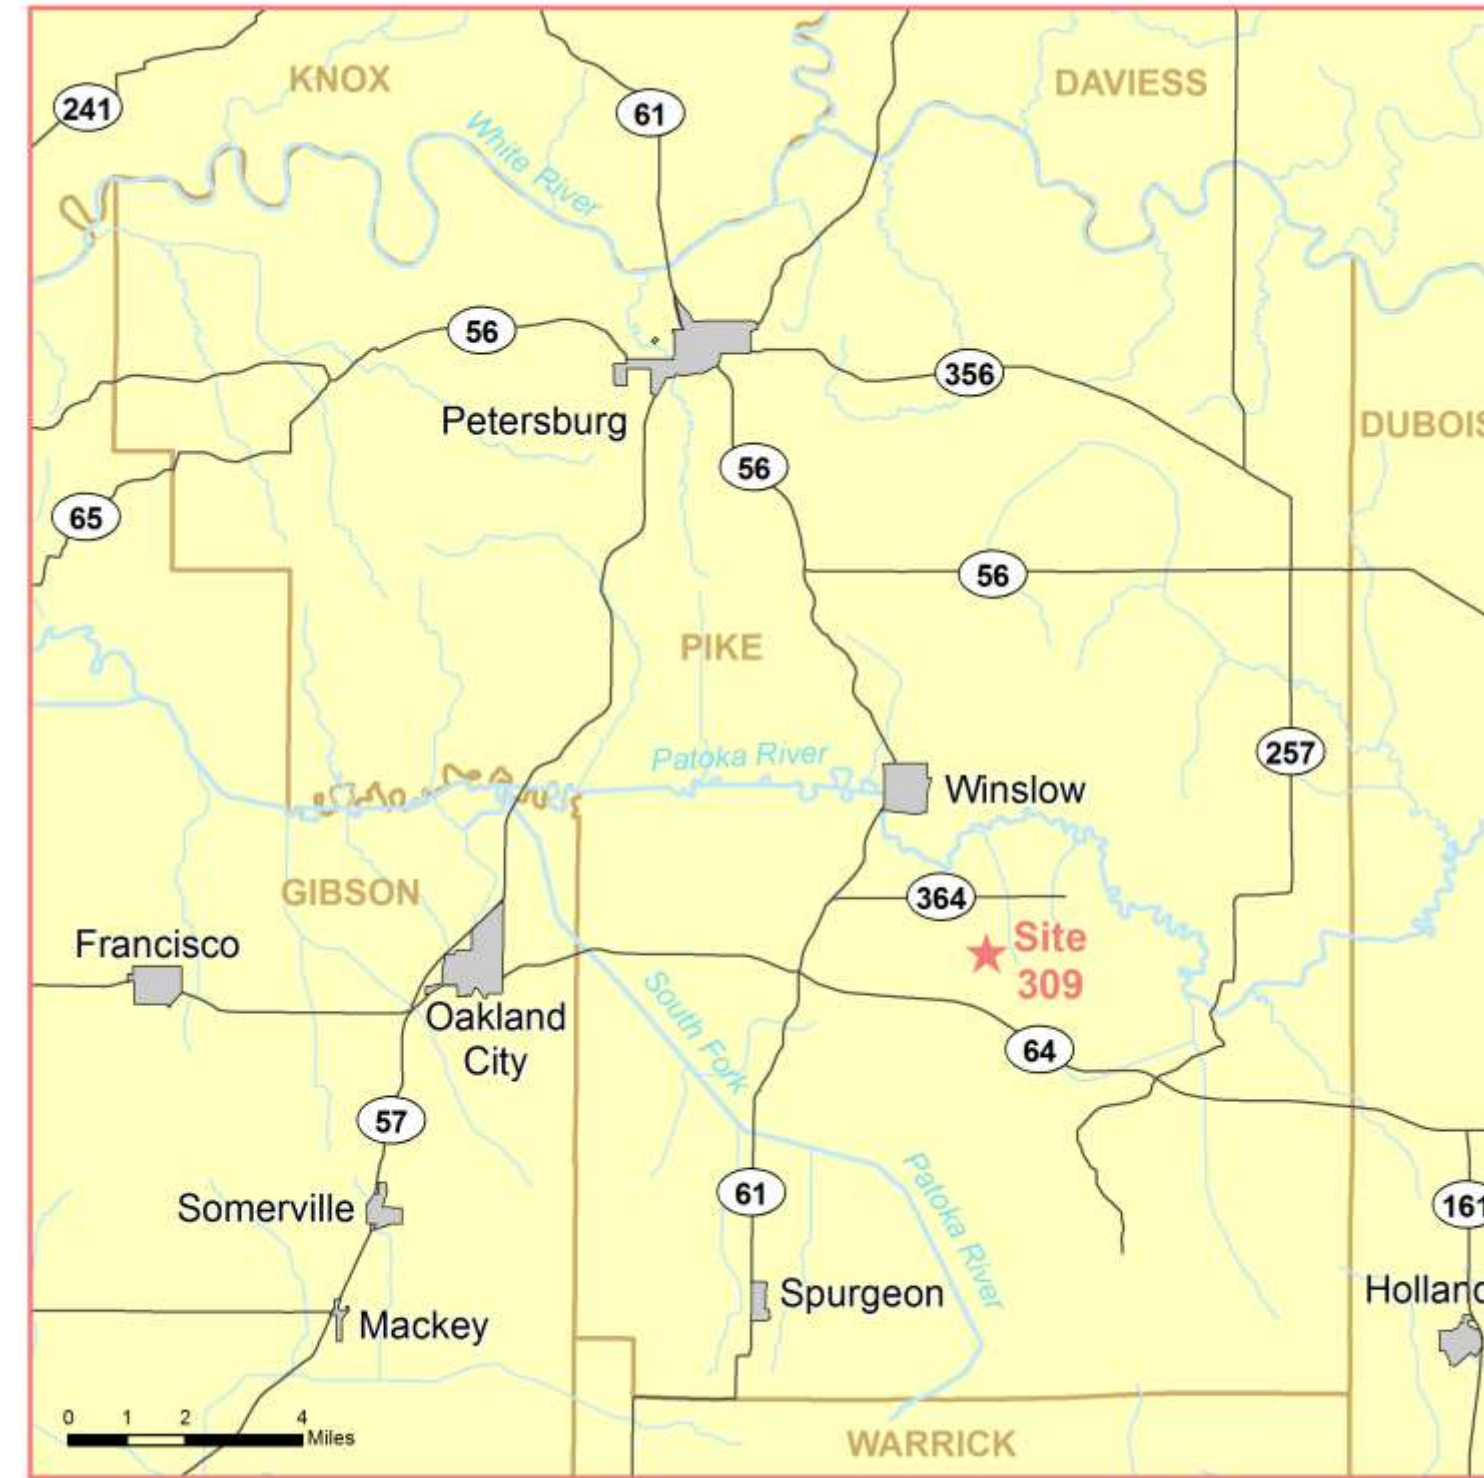 KNOX
DAVIESS
241
61
White River
56
356
Petersburg
DUBOIS
56
65
56
PIKE
Patoka River
257
Winslow
GIBSON
364
Francisco
Site
309
South Fork
Oakland
City
64
57
Patoka River
61
Somerville
161
Spurgeon
Holland
Mackey
0 1 2 4
Miles
WARRICK